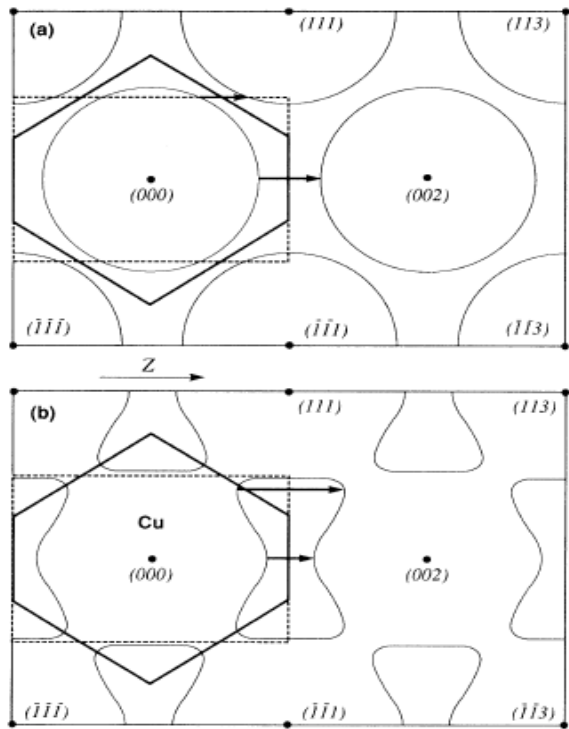 (a) (111) (113)
(000) (002)
(1̄1̄1̄) (1̄1̄1) (1̄1̄3)
Z
(b) (111) (113)
Cu
(000) (002)
(1̄1̄1̄) (1̄1̄1) (1̄1̄3)